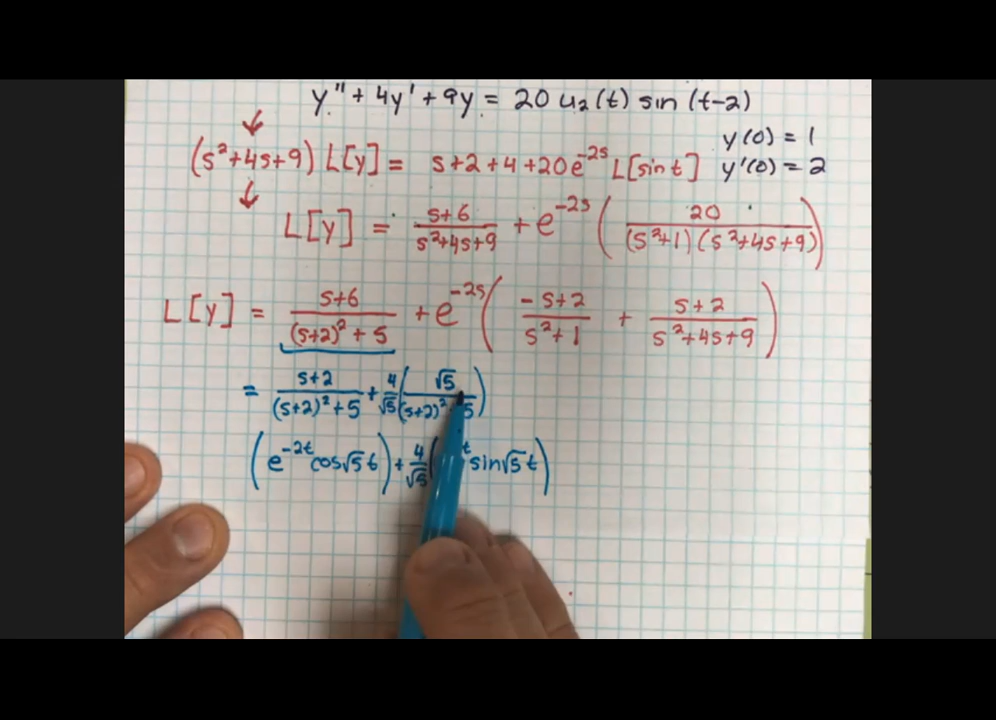 y" + 4y' + 9y = 20 u₂(t) sin (t-2)
y(0) = 1
(s²+4s+9) L[y] = s+2+4+20e⁻²ˢ L[sin t] y'(0) = 2
L[y] = s+6/(s²+4s+9) + e⁻²ˢ (20/((s²+1)(s²+4s+9)))
L[y] = s+6/((s+2)²+5) + e⁻²ˢ (-s+2/(s²+1) + s+2/(s²+4s+9))
= s+2/((s+2)²+5) + 4/√5 (√5/((s+2)² 5))
(e⁻²ᵗ cos√5t) + 4/√5 ( ᵗ sin√5t)